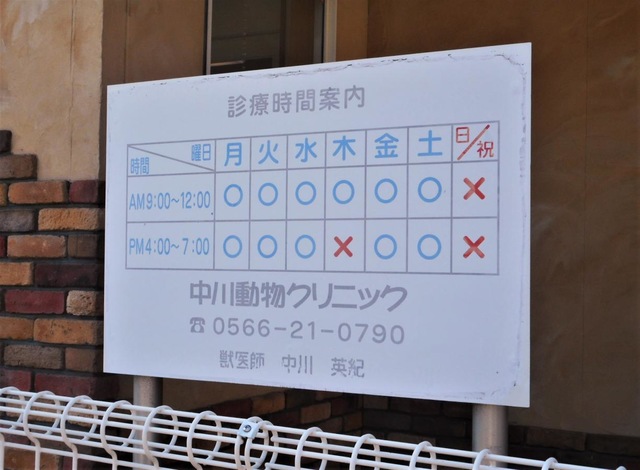 診療時間案内
時間 曜日 月 火 水 木 金 土 日/祝
AM9:00~12:00 ○ ○ ○ ○ ○ ○ ×
PM4:00~7:00 ○ ○ ○ × ○ ○ ×
中川動物クリニック
☎0566-21-0790
獣医師 中川 英紀